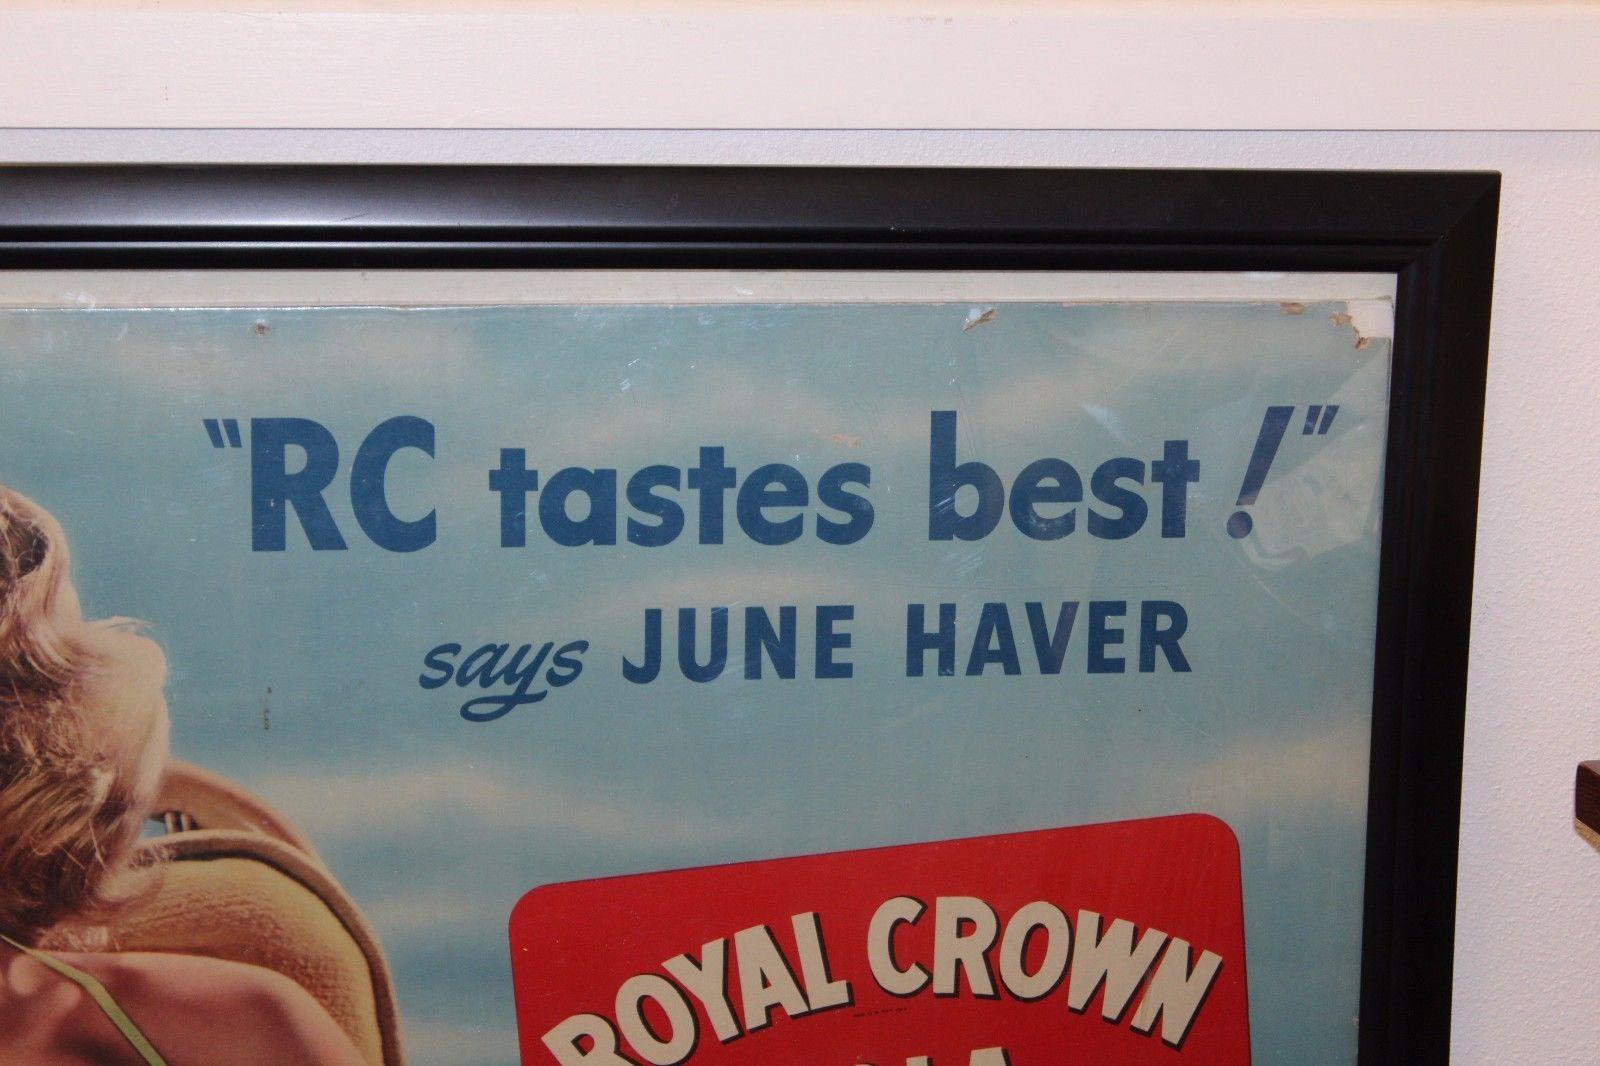 "RC tastes best!"
says JUNE HAVER
ROYAL CROWN